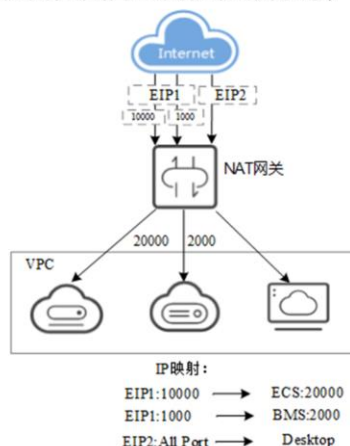 Internet
EIP1 EIP2
10000 1000
NAT网关
20000 2000
VPC
IP映射：
EIP1:10000 ECS:20000
EIP1:1000 BMS:2000
EIP2:All Port Desktop